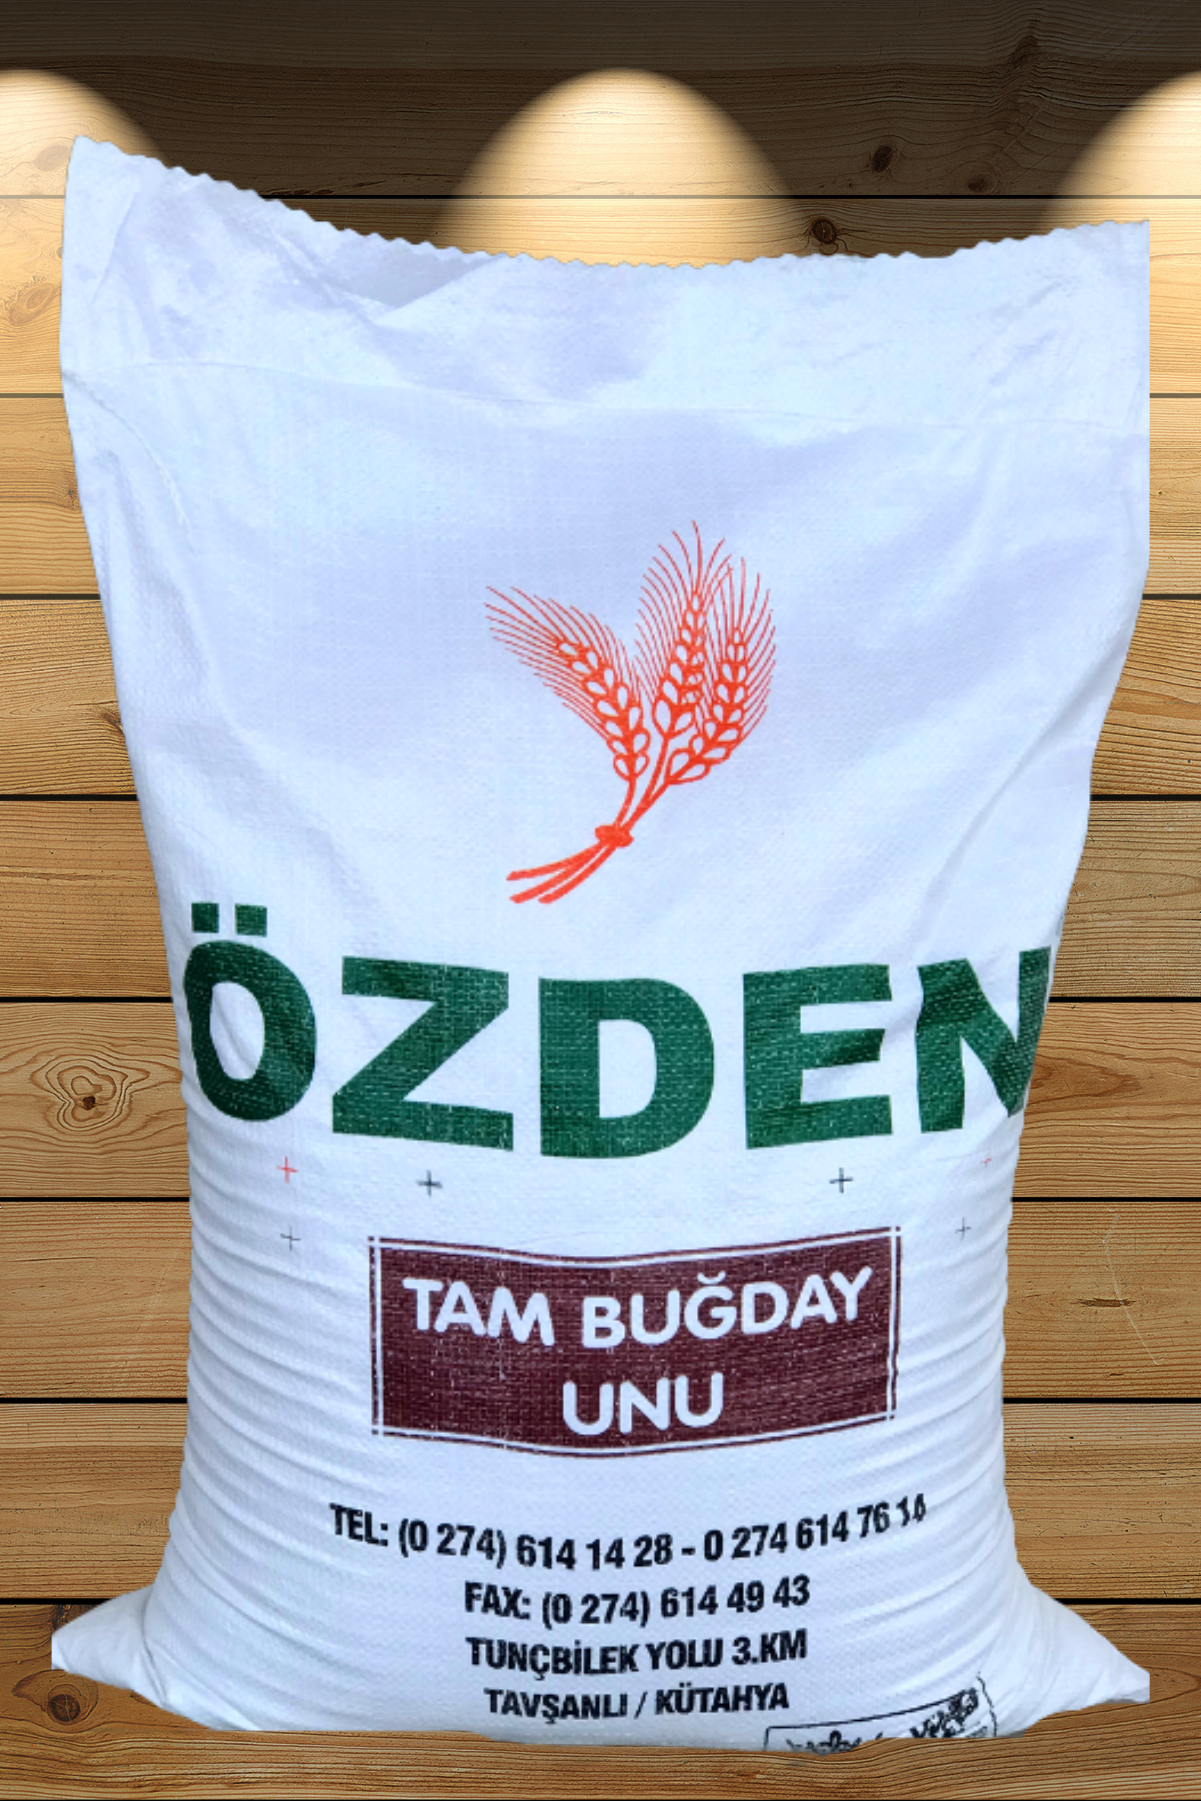 ÖZDEN
TAM BUĞDAY
UNU
TEL: (0 274) 614 14 28 - 0 274 614 76 14
FAX: (0 274) 614 49 43
TUNÇBİLEK YOLU 3.KM
TAVŞANLI / KÜTAHYA